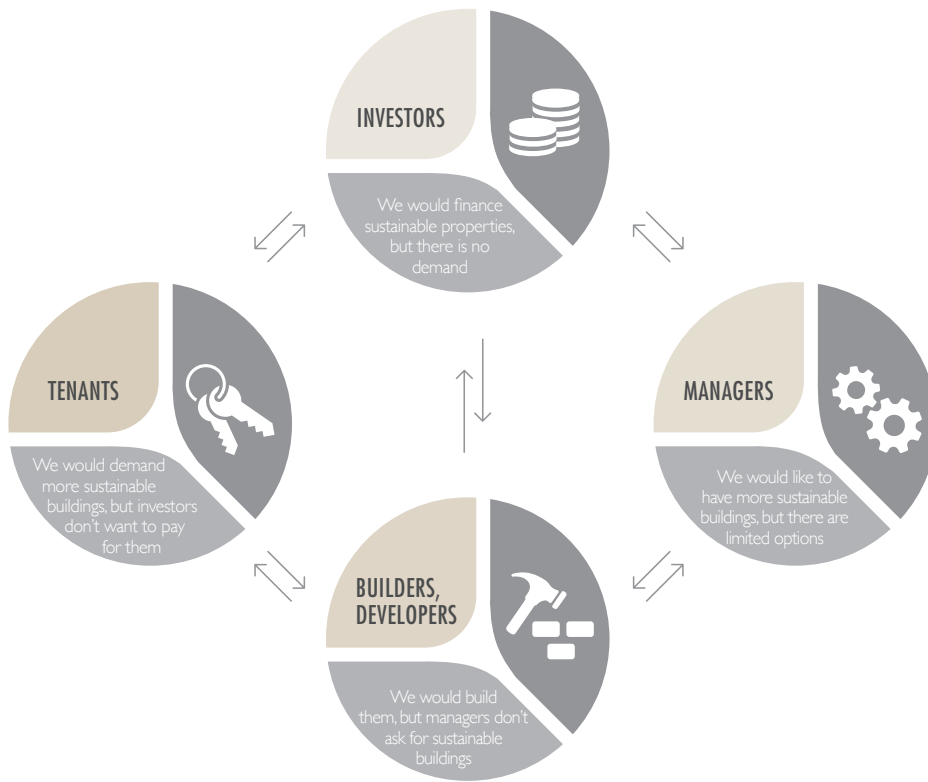 INVESTORS
We would finance
sustainable properties,
but there is no
demand
TENANTS
We would demand
more sustainable
buildings, but investors
don't want to pay
for them
MANAGERS
We would like to
have more sustainable
buildings, but there are
limited options
BUILDERS,
DEVELOPERS
We would build
them, but managers don't
ask for sustainable
buildings